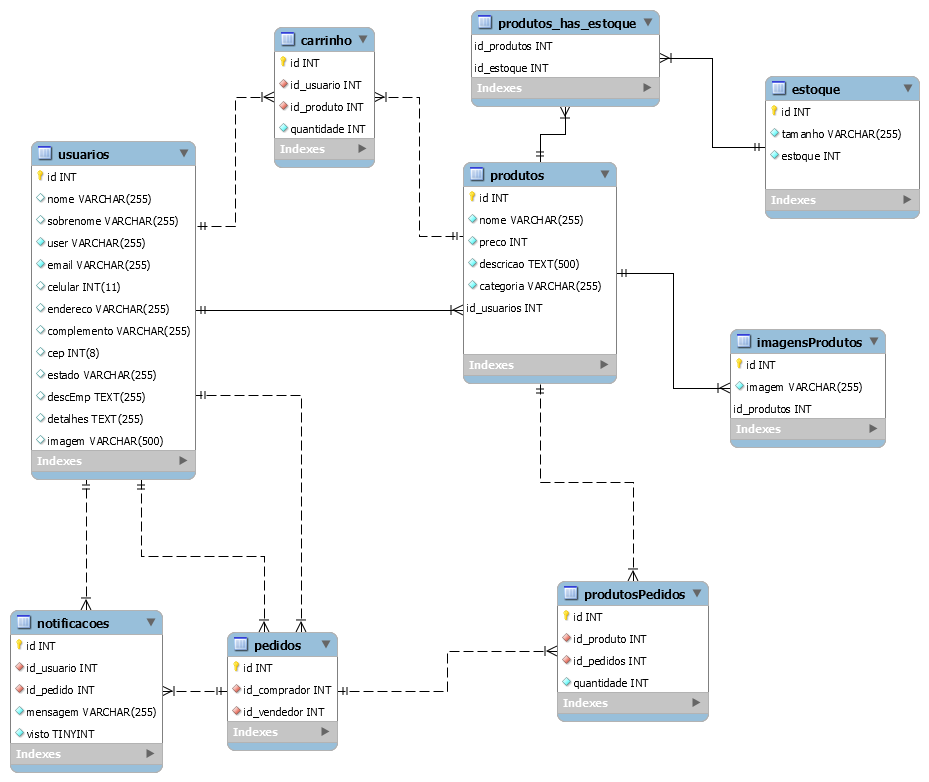 produtos_has_estoque
id_produtos INT
id_estoque INT
Indexes
carrinho
id INT
id_usuario INT
id_produto INT
quantidade INT
Indexes
estoque
id INT
tamanho VARCHAR(255)
estoque INT
Indexes
usuarios
id INT
nome VARCHAR(255)
sobrenome VARCHAR(255)
user VARCHAR(255)
email VARCHAR(255)
celular INT(11)
endereco VARCHAR(255)
complemento VARCHAR(255)
cep INT(8)
estado VARCHAR(255)
descEmp TEXT(255)
detalhes TEXT(255)
imagem VARCHAR(500)
Indexes
produtos
id INT
nome VARCHAR(255)
preco INT
descricao TEXT(500)
categoria VARCHAR(255)
id_usuarios INT
Indexes
imagensProdutos
id INT
imagem VARCHAR(255)
id_produtos INT
Indexes
notificacoes
id INT
id_usuario INT
id_pedido INT
mensagem VARCHAR(255)
visto TINYINT
Indexes
pedidos
id INT
id_comprador INT
id_vendedor INT
Indexes
produtosPedidos
id INT
id_produto INT
id_pedidos INT
quantidade INT
Indexes